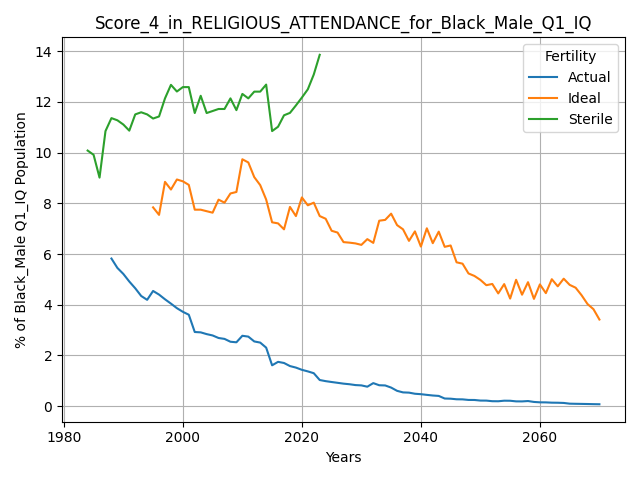 Score_4_in_RELIGIOUS_ATTENDANCE_for_Black_Male_Q1_IQ
% of Black_Male Q1_IQ Population
14
12
10
8
6
4
2
0
Fertility
Actual
Ideal
Sterile
1980
2000
2020
2040
2060
Years